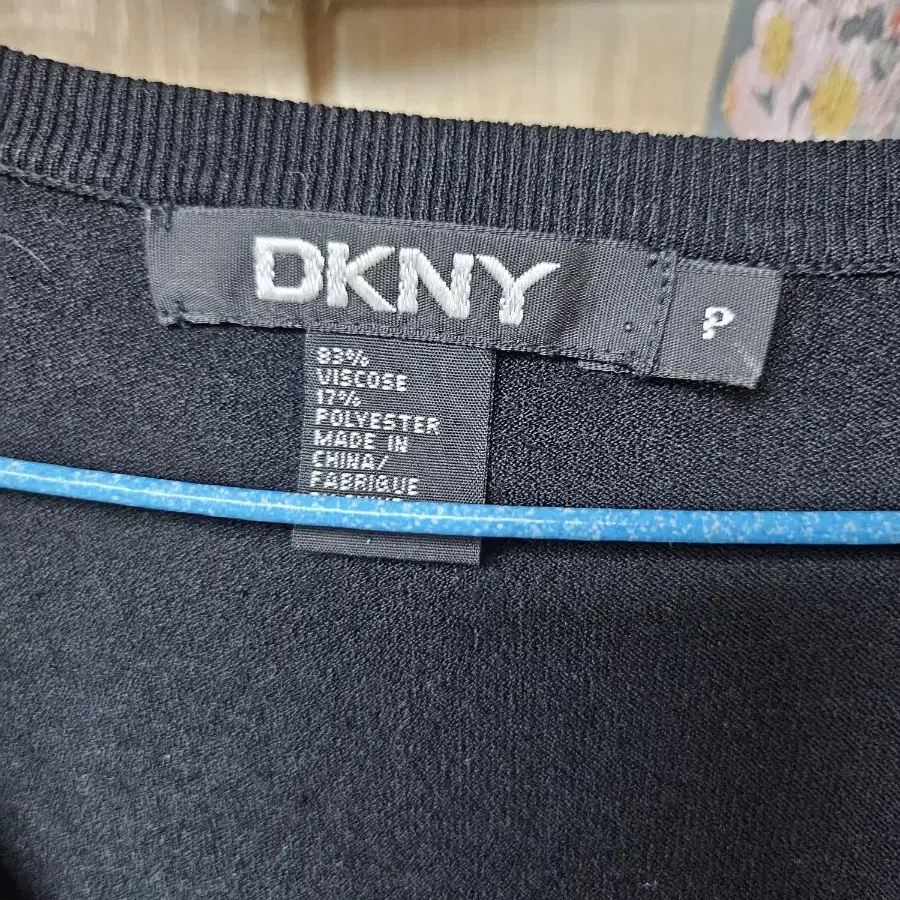 DKNY
P
83%
VISCOSE
17%
POLYESTER
MADE IN
CHINA/
FABRIQUE